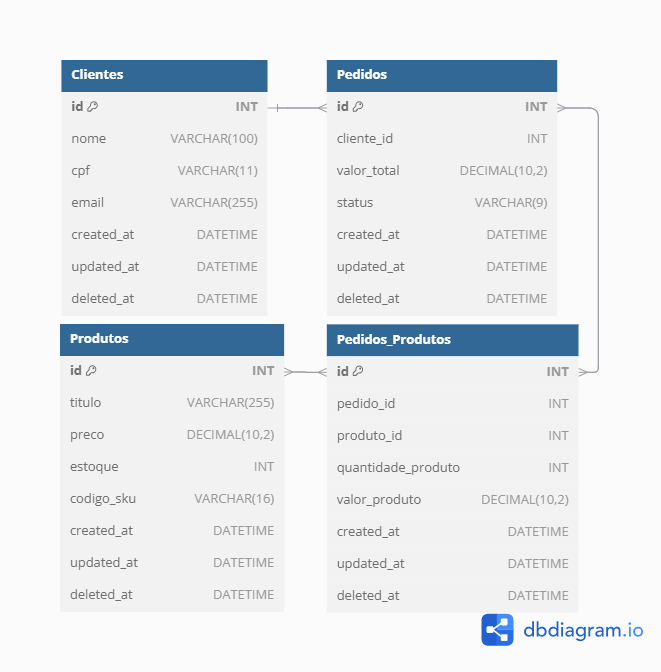 Clientes
id INT
nome VARCHAR(100)
cpf VARCHAR(11)
email VARCHAR(255)
created_at DATETIME
updated_at DATETIME
deleted_at DATETIME
Pedidos
id INT
cliente_id INT
valor_total DECIMAL(10,2)
status VARCHAR(9)
created_at DATETIME
updated_at DATETIME
deleted_at DATETIME
Produtos
id INT
titulo VARCHAR(255)
preco DECIMAL(10,2)
estoque INT
codigo_sku VARCHAR(16)
created_at DATETIME
updated_at DATETIME
deleted_at DATETIME
Pedidos_Produtos
id INT
pedido_id INT
produto_id INT
quantidade_produto INT
valor_produto DECIMAL(10,2)
created_at DATETIME
updated_at DATETIME
deleted_at DATETIME
dbdiagram.io